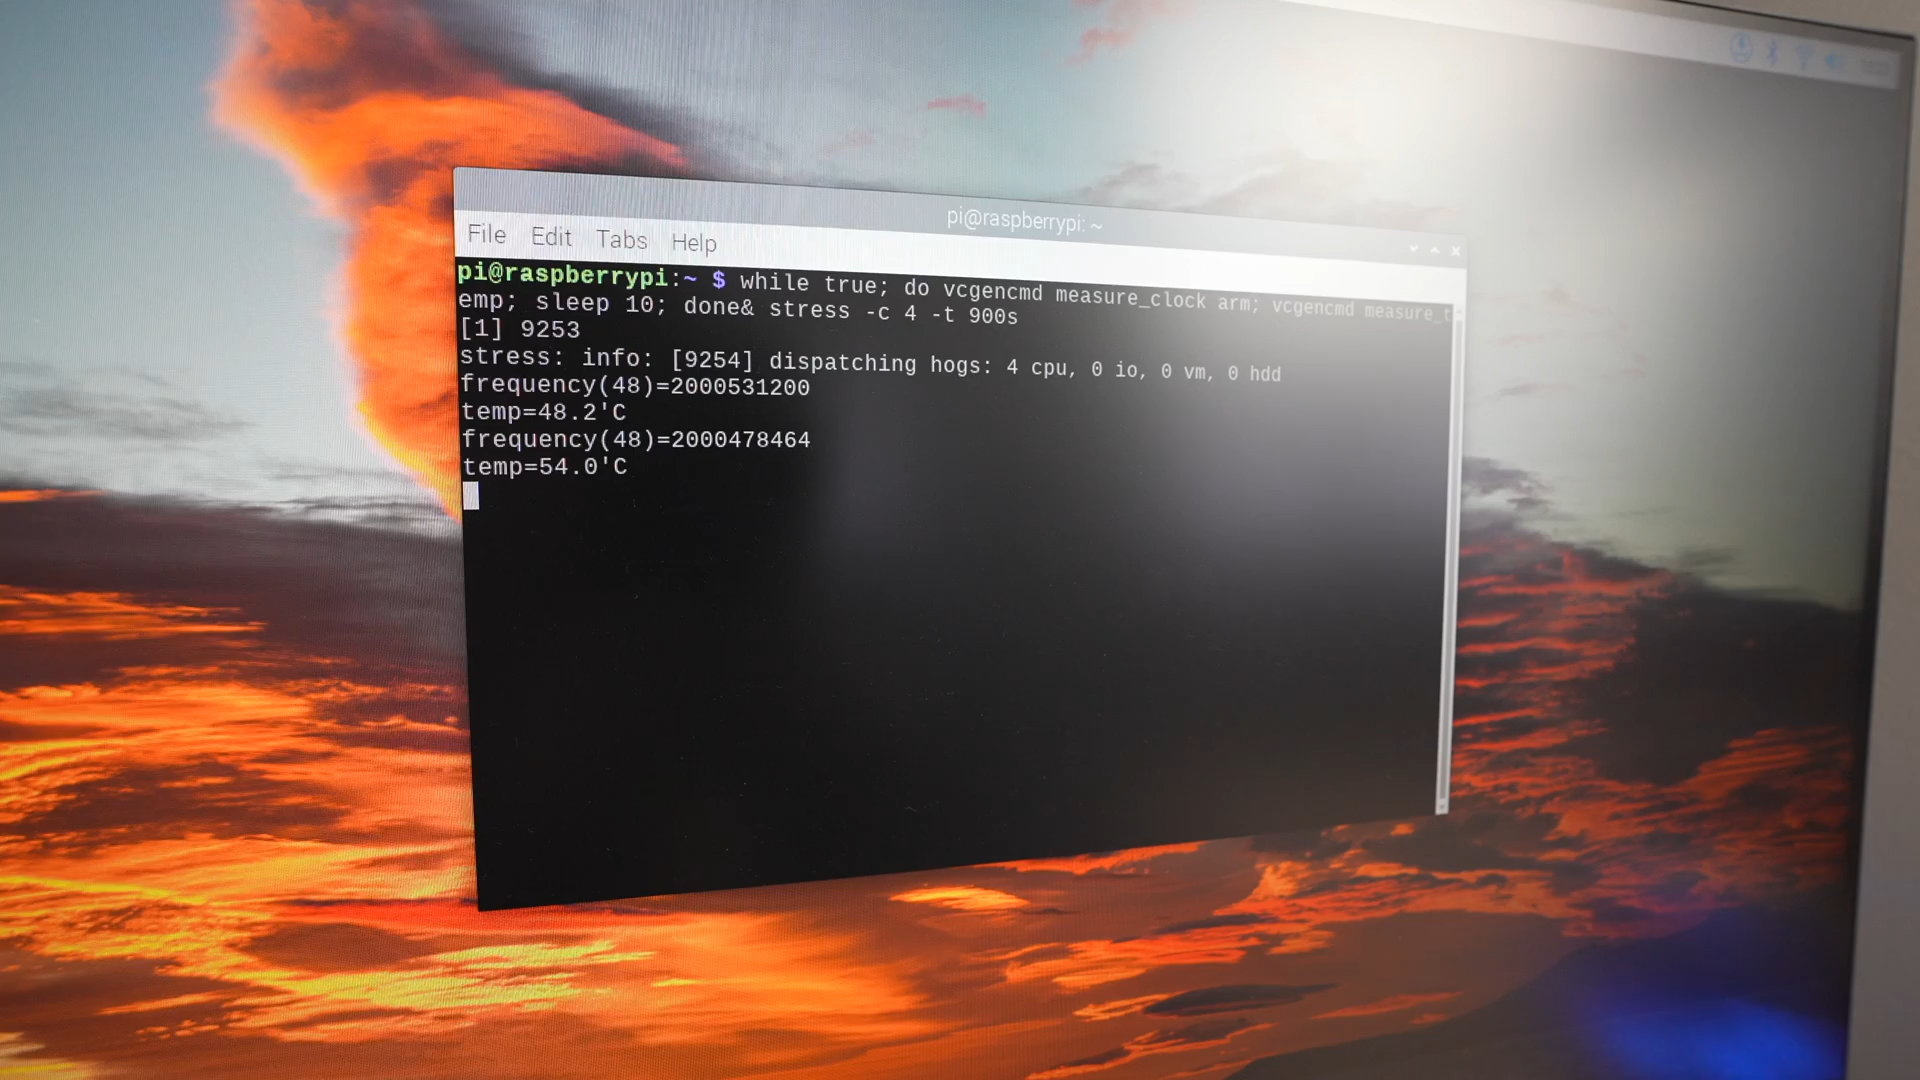 pi@raspberrypi: ~
File Edit Tabs Help
pi@raspberrypi:~ $ while true; do vcgencmd measure_clock arm; vcgencmd measure_t
emp; sleep 10; done& stress -c 4 -t 900s
[1] 9253
stress: info: [9254] dispatching hogs: 4 cpu, 0 io, 0 vm, 0 hdd
frequency(48)=2000531200
temp=48.2'C
frequency(48)=2000478464
temp=54.0'C